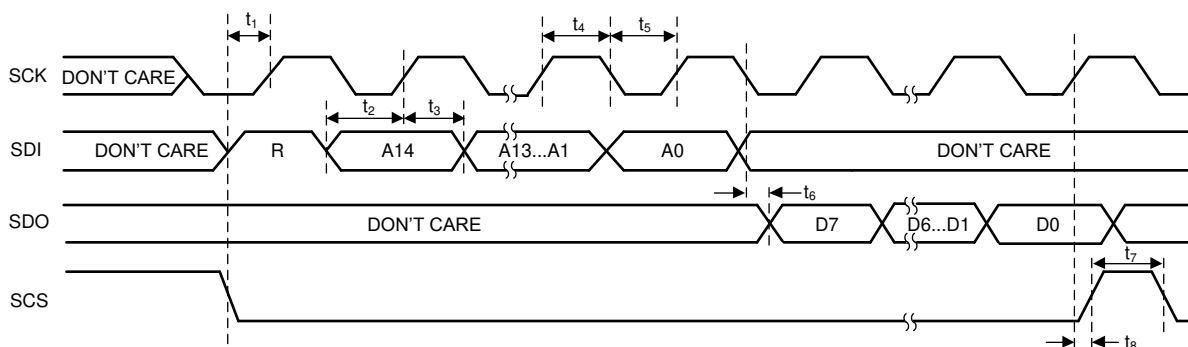 t1 t4 t5
SCK DON'T CARE
t2 t3
SDI DON'T CARE R A14 A13...A1 A0 DON'T CARE
t6
SDO DON'T CARE D7 D6...D1 D0
t7
SCS
t8